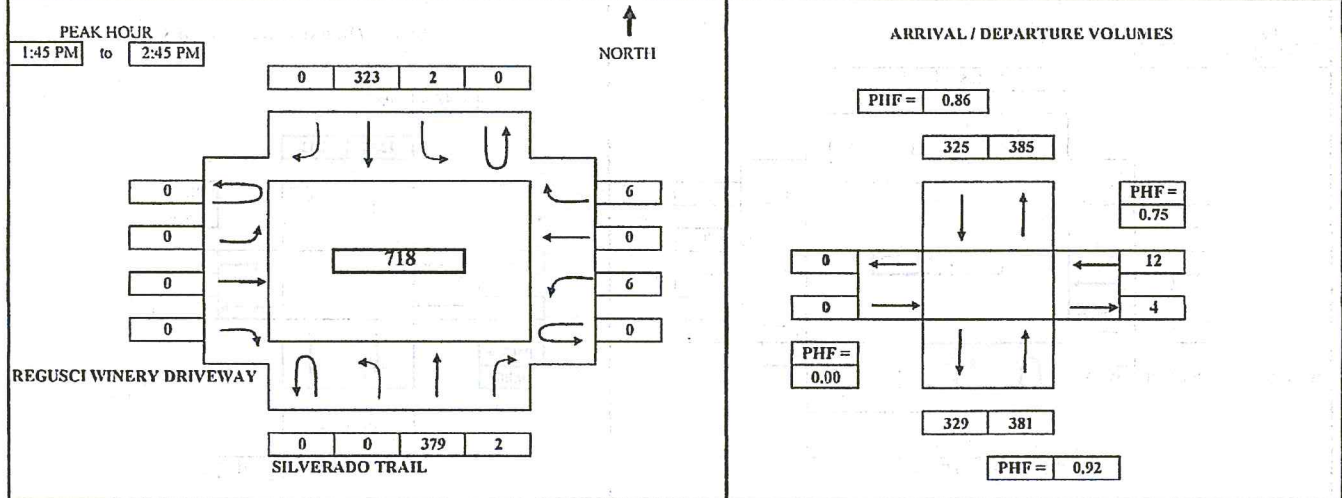 PEAK HOUR
1:45 PM to 2:45 PM
NORTH
0 323 2 0
0 6
0 0
718
0 6
0 0
REGUSCI WINERY DRIVEWAY
0 0 379 2
SILVERADO TRAIL
ARRIVAL / DEPARTURE VOLUMES
PHF = 0.86
325 385
PHF =
0.75
0 12
0 4
PHF =
0.00
329 381
PHF = 0.92